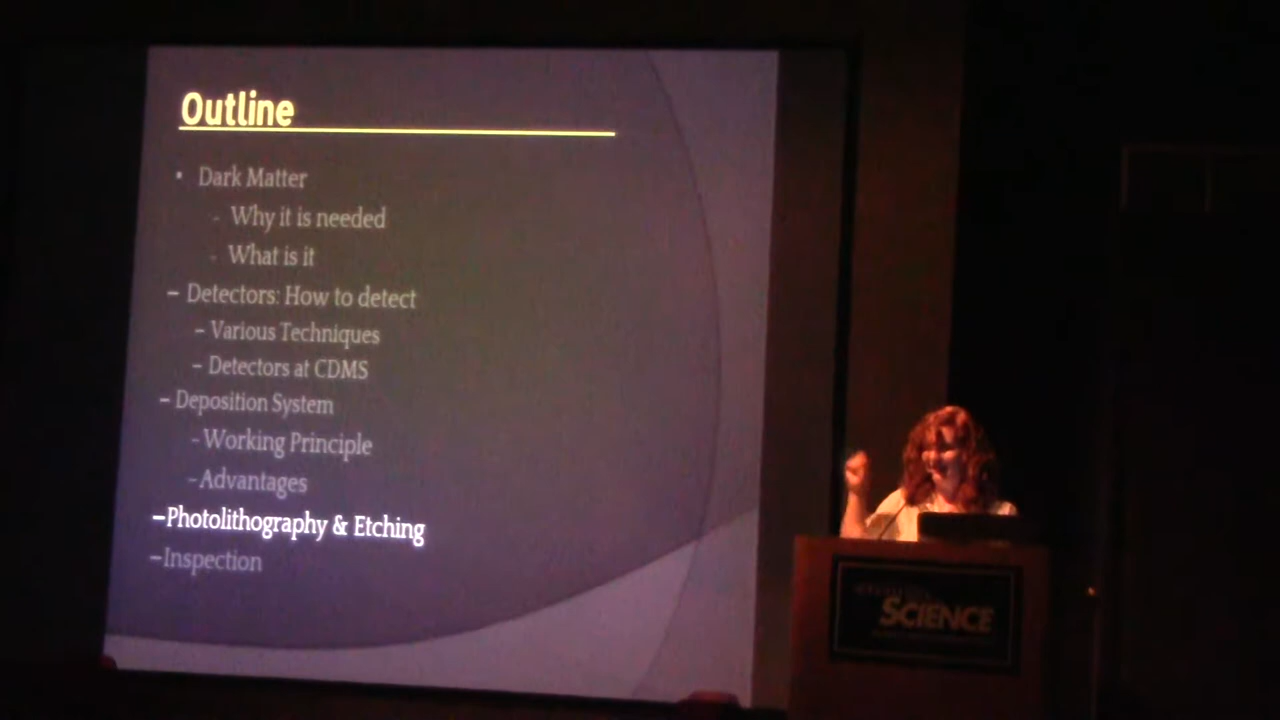 Outline
▪ Dark Matter
- Why it is needed
- What is it
– Detectors: How to detect
– Various Techniques
– Detectors at CDMS
– Deposition System
-Working Principle
-Advantages
–Photolithography & Etching
–Inspection
SCIENCE